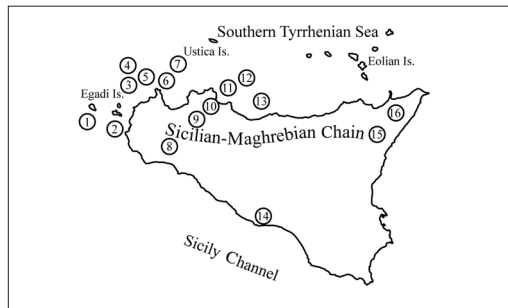 Southern Tyrrhenian Sea
Ustica Is.
Eolian Is.
7
4
5
6
12
3
11
Egadi Is.
13
10
16
1
9
2
Sicilian-Maghrebian Chain
15
8
14
Sicily Channel